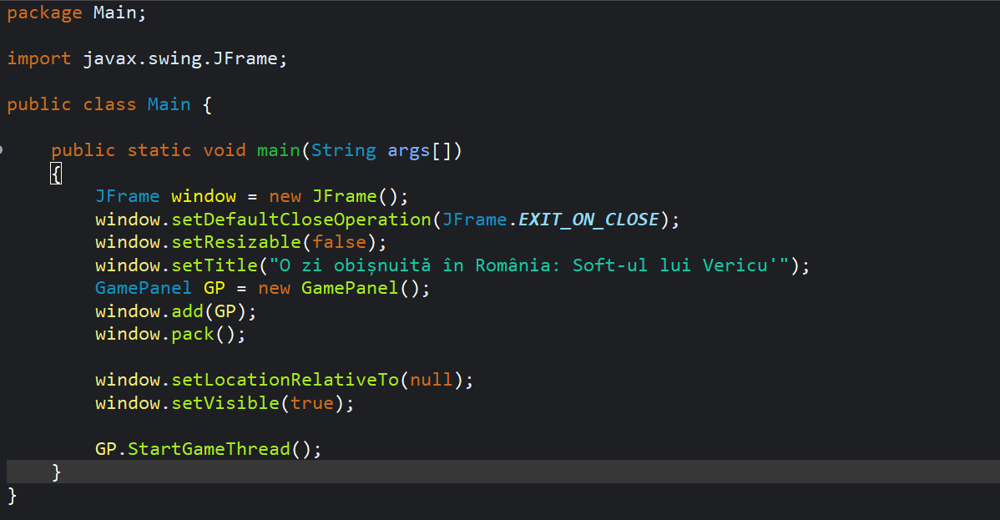 package Main;
import javax.swing.JFrame;
public class Main {
public static void main(String args[])
{
JFrame window = new JFrame();
window.setDefaultCloseOperation(JFrame.EXIT_ON_CLOSE);
window.setResizable(false);
window.setTitle("O zi obișnuită în România: Soft-ul lui Vericu'");
GamePanel GP = new GamePanel();
window.add(GP);
window.pack();
window.setLocationRelativeTo(null);
window.setVisible(true);
GP.StartGameThread();
}
}